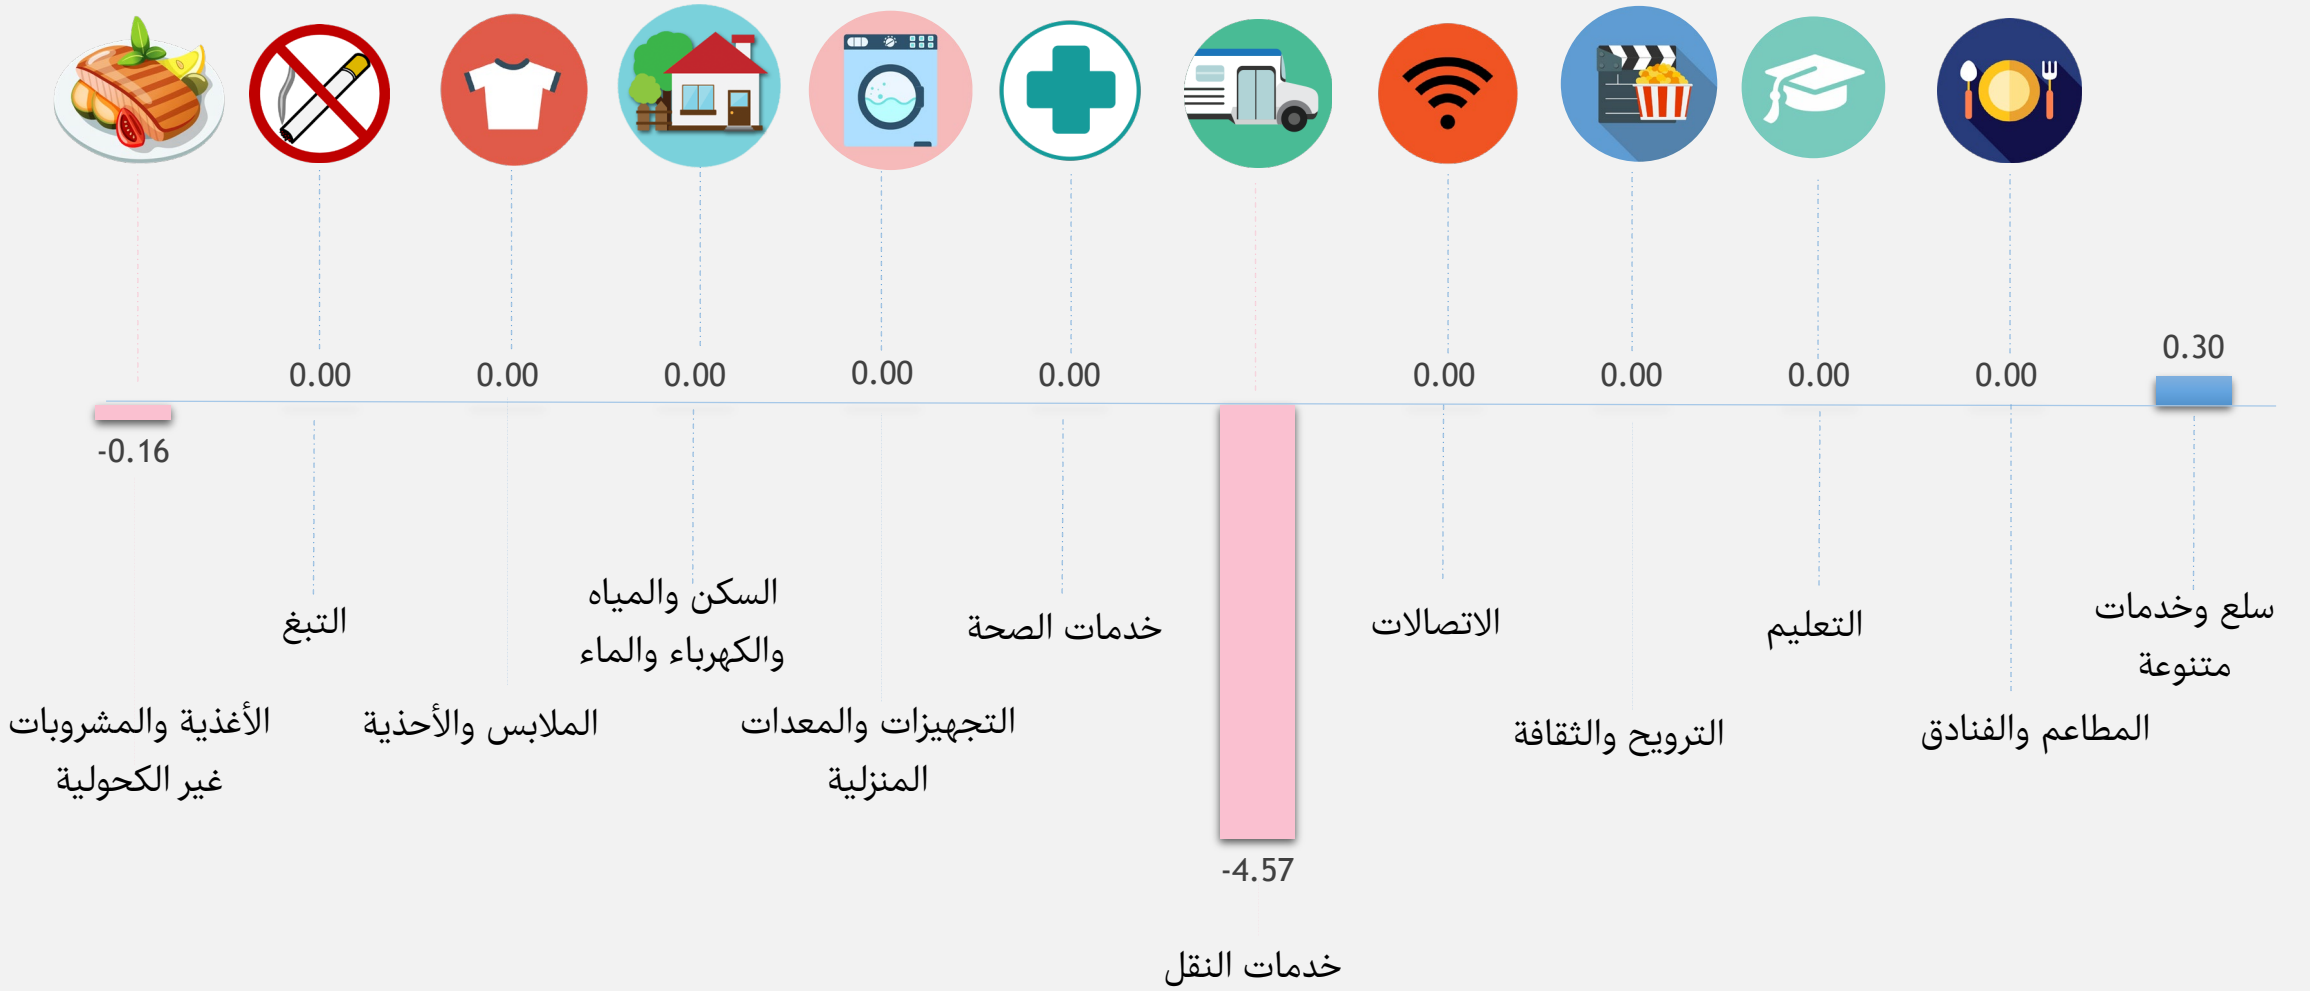 0.30
0.00
0.00
0.00
0.00
0.00
0.00
0.00
0.00
0.00
-0.16
-4.57
سلع وخدمات
متنوعة
المطاعم والفنادق
التعليم
الترويح والثقافة
الاتصالات
خدمات النقل
خدمات الصحة
التجهيزات والمعدات
المنزلية
السكن والمياه
والكهرباء والماء
الملابس والأحذية
التبغ
الأغذية والمشروبات
غير الكحولية